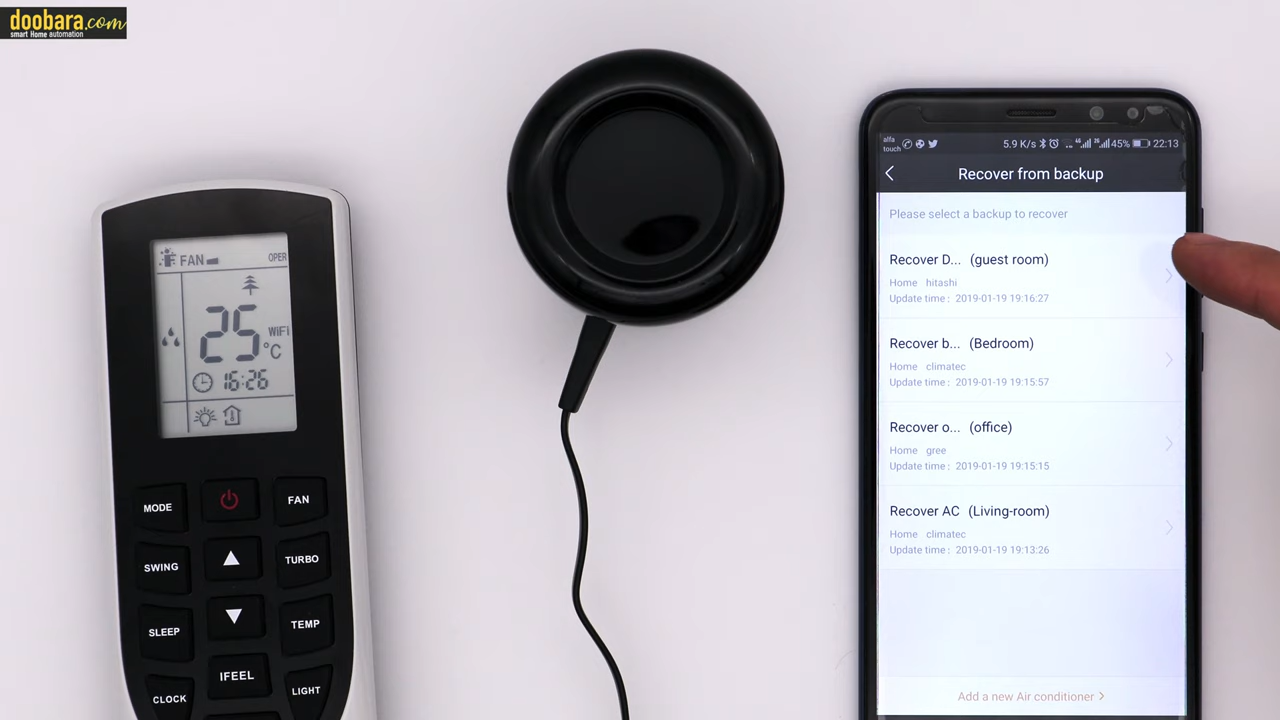 doobara.com
smart Home automation
FAN
OPER
25
WiFi
°C
16:26
MODE
FAN
SWING
TURBO
SLEEP
TEMP
IFEEL
CLOCK
LIGHT
alfa
touch
5.9 K/s
45%
22:13
Recover from backup
Please select a backup to recover
Recover D... (guest room)
Home hitashi
Update time : 2019-01-19 19:16:27
Recover b... (Bedroom)
Home climatec
Update time : 2019-01-19 19:15:57
Recover o... (office)
Home gree
Update time : 2019-01-19 19:15:15
Recover AC (Living-room)
Home climatec
Update time : 2019-01-19 19:13:26
Add a new Air conditioner >